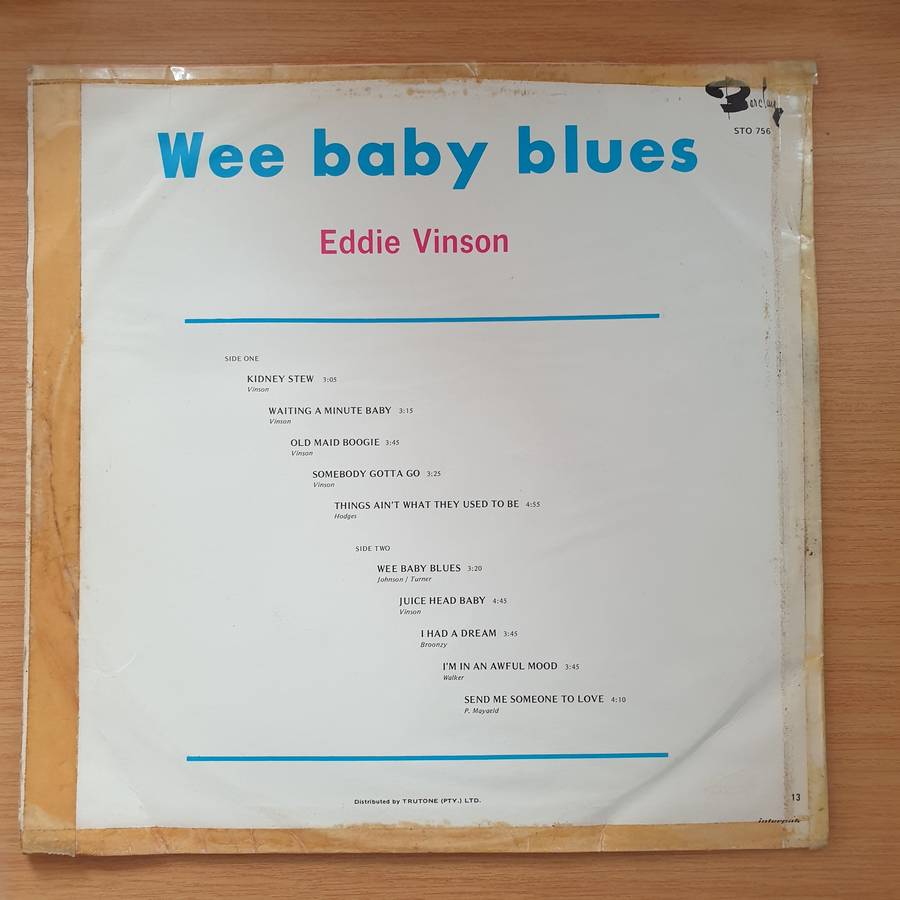 Barclay
STO 756
Wee baby blues
Eddie Vinson
SIDE ONE
KIDNEY STEW 3:05
Vinson
WAITING A MINUTE BABY 3:15
Vinson
OLD MAID BOOGIE 3:45
Vinson
SOMEBODY GOTTA GO 3:25
Vinson
THINGS AIN'T WHAT THEY USED TO BE 4:55
Hodges
SIDE TWO
WEE BABY BLUES 3:20
Johnson / Turner
JUICE HEAD BABY 4:45
Vinson
I HAD A DREAM 3:45
Broonzy
I'M IN AN AWFUL MOOD 3:45
Walker
SEND ME SOMEONE TO LOVE 4:10
P. Mayaeld
13
Distributed by TRUTONE (PTY.) LTD.
interpak